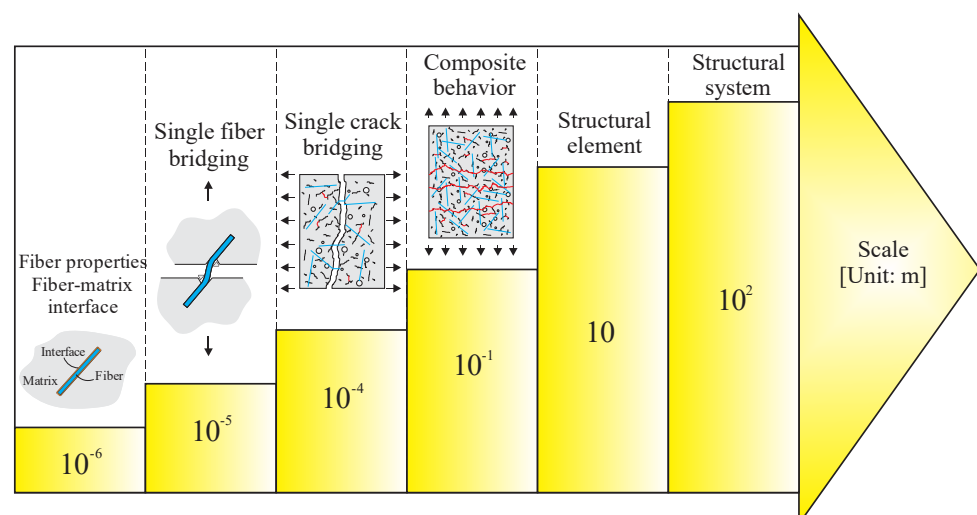 Fiber properties
Fiber-matrix
interface
Interface
Matrix
Fiber
10⁻⁶
Single fiber
bridging
10⁻⁵
Single crack
bridging
10⁻⁴
Composite
behavior
10⁻¹
Structural
element
10
Structural
system
10²
Scale
[Unit: m]